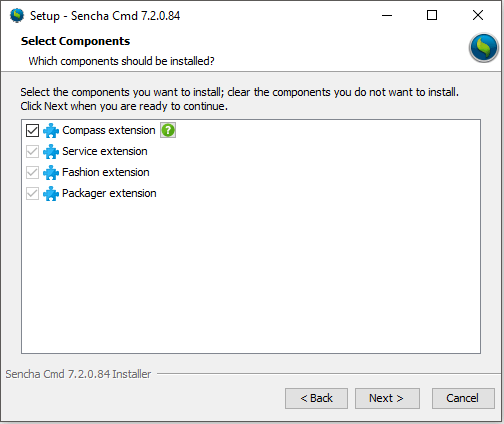 Setup - Sencha Cmd 7.2.0.84
Select Components
Which components should be installed?
Select the components you want to install; clear the components you do not want to install.
Click Next when you are ready to continue.
Compass extension ?
Service extension
Fashion extension
Packager extension
Sencha Cmd 7.2.0.84 Installer
< Back Next > Cancel